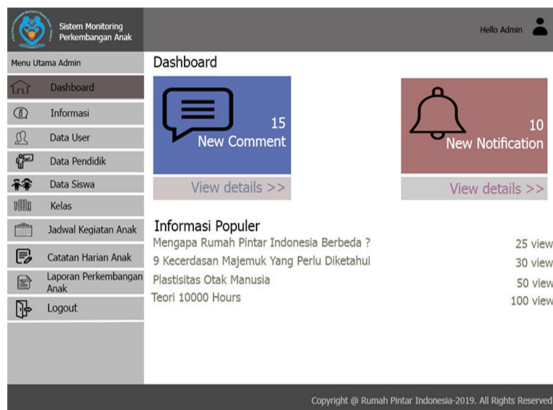 Sistem Monitoring
Perkembangan Anak
Hello Admin
Menu Utama Admin
Dashboard
Informasi
Data User
Data Pendidik
Data Siswa
Kelas
Jadwal Kegiatan Anak
Catatan Harian Anak
Laporan Perkembangan
Anak
Logout
Dashboard
15
New Comment
View details >>
10
New Notification
View details >>
Informasi Populer
Mengapa Rumah Pintar Indonesia Berbeda ? 25 view
9 Kecerdasan Majemuk Yang Perlu Diketahui 30 view
Plastisitas Otak Manusia 50 view
Teori 10000 Hours 100 view
Copyright @ Rumah Pintar Indonesia-2019. All Rights Reserved